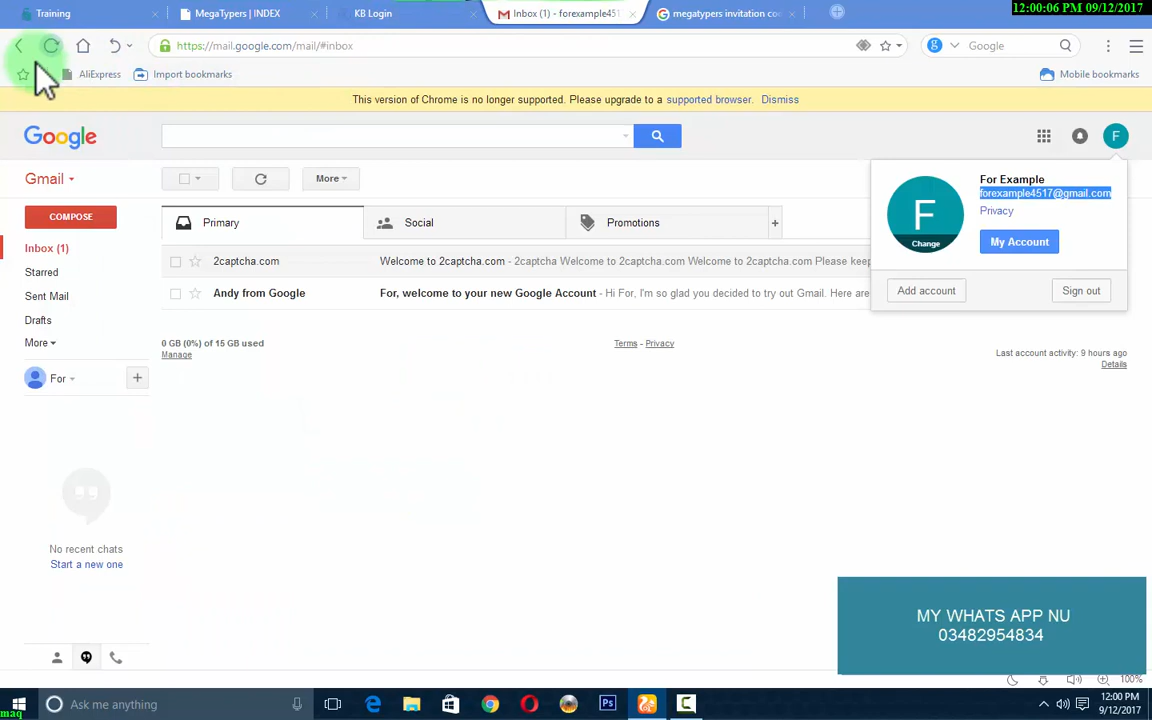 Training
MegaTypers | INDEX
KB Login
Inbox (1) - forexample451
megatypers invitation co
12:00:06 PM 09/12/2017
https://mail.google.com/mail/#inbox
Google
AliExpress
Import bookmarks
Mobile bookmarks
This version of Chrome is no longer supported. Please upgrade to a supported browser. Dismiss
Google
F
Gmail
More
For Example
forexample4517@gmail.com
Privacy
F
Change
My Account
COMPOSE
Primary
Social
Promotions
+
Inbox (1)
2captcha.com
Welcome to 2captcha.com - 2captcha Welcome to 2captcha.com Welcome to 2captcha.com Please keep
Starred
Andy from Google
For, welcome to your new Google Account - Hi For, I'm so glad you decided to try out Gmail. Here are
Add account
Sign out
Sent Mail
Drafts
More
0 GB (0%) of 15 GB used
Manage
Terms - Privacy
Last account activity: 9 hours ago
Details
For
+
No recent chats
Start a new one
MY WHATS APP NU
03482954834
100%
Ask me anything
Ps
12:00 PM
9/12/2017
maq